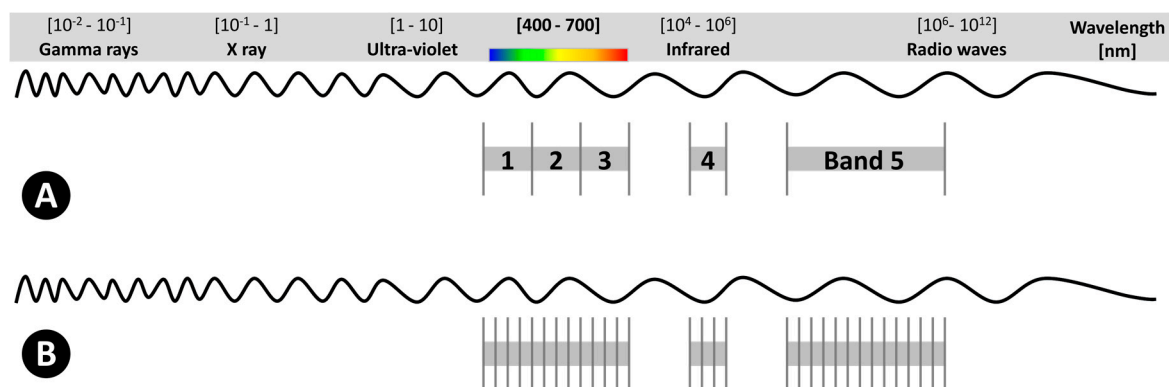 [10⁻² - 10⁻¹] [10⁻¹ - 1] [1 - 10] [400 - 700] [10⁴ - 10⁶] [10⁶ - 10¹²] Wavelength
Gamma rays X ray Ultra-violet Infrared Radio waves [nm]
1 2 3 4 Band 5
A
B